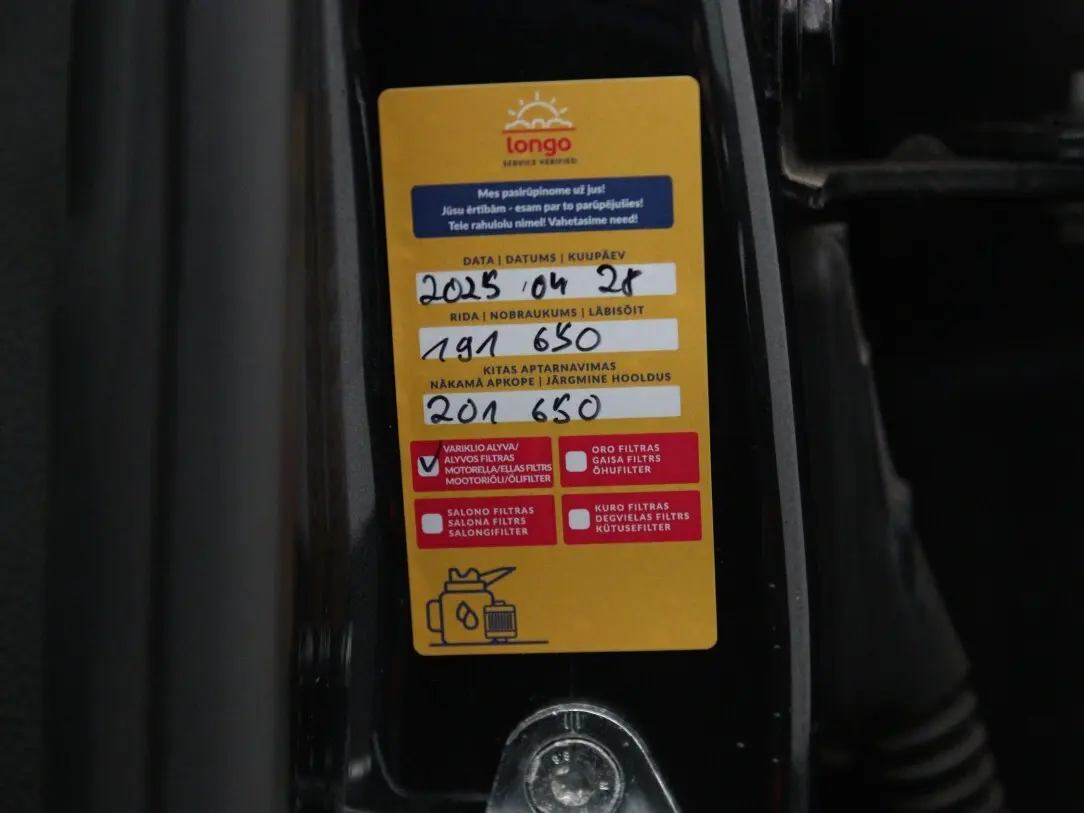 longo
SERVICE VERIFIED
Mes pasirūpinome už jus!
Jūsu ērtībām - esam par to parūpējušies!
Teie rahulolu nimel! Vahetasime need!
DATA | DATUMS | KUUPÄEV
2025 .04 28
RIDA | NOBRAUKUMS | LÄBISÕIT
191 650
KITAS APTARNAVIMAS
NĀKAMĀ APKOPE | JÄRGMINE HOOLDUS
201 650
VARIKLIO ALYVA/
ALYVOS FILTRAS
MOTOREĻĻA/EĻĻAS FILTRS
MOOTORIÕLI/ÕLIFILTER
ORO FILTRAS
GAISA FILTRS
ÕHUFILTER
SALONO FILTRAS
SALONA FILTRS
SALONGIFILTER
KURO FILTRAS
DEGVIELAS FILTRS
KÜTUSEFILTER